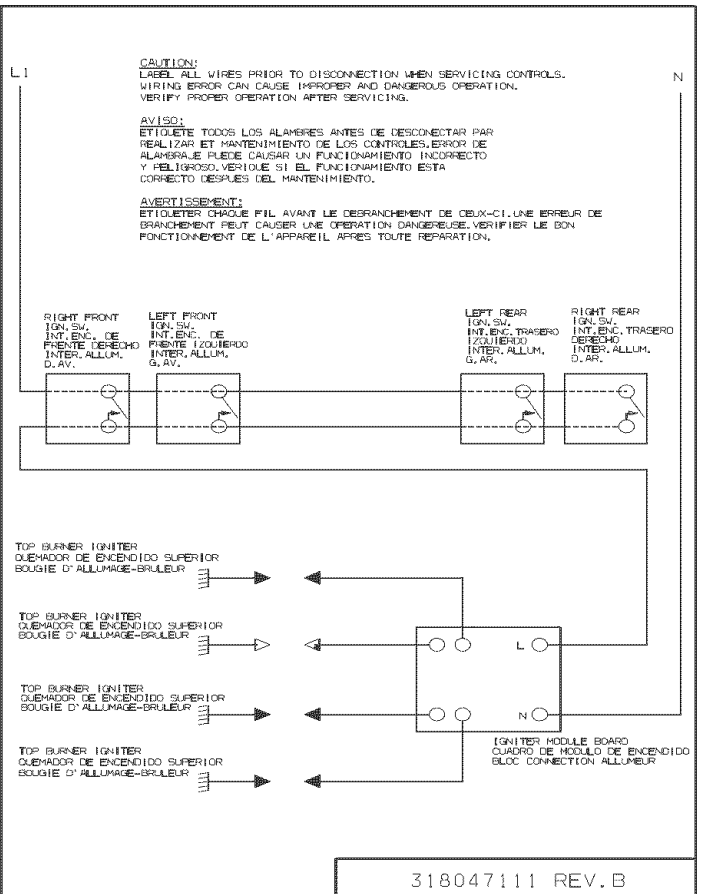 L1
N
CAUTION:
LABEL ALL WIRES PRIOR TO DISCONNECTION WHEN SERVICING CONTROLS.
WIRING ERROR CAN CAUSE IMPROPER AND DANGEROUS OPERATION.
VERIFY PROPER OPERATION AFTER SERVICING.
AVISO:
ETIQUETE TODOS LOS ALAMBRES ANTES DE DESCONECTAR PAR
REALIZAR ET MANTENIMIENTO DE LOS CONTROLES.ERROR DE
ALAMBRAJE PUEDE CAUSAR UN FUNCIONAMIENTO INCORRECTO
Y PELIGROSO.VERIQUE SI EL FUNCIONAMIENTO ESTA
CORRECTO DESPUES DEL MANTENIMIENTO.
AVERTISSEMENT:
ETIQUETER CHAQUE FIL AVANT LE DEBRANCHEMENT DE CEUX-CI.UNE ERREUR DE
BRANCHEMENT PEUT CAUSER UNE OPERATION DANGEREUSE.VERIFIER LE BON
FONCTIONNEMENT DE L'APPAREIL APRES TOUTE REPARATION.
RIGHT FRONT
IGN.SW.
INT.ENC. DE
FRENTE DERECHO
INTER.ALLUM.
D.AV.
LEFT FRONT
IGN.SW.
INT.ENC. DE
FRENTE IZQUIERDO
INTER.ALLUM.
G.AV.
LEFT REAR
IGN.SW.
INT.ENC.TRASERO
IZQUIERDO
INTER.ALLUM.
G.AR.
RIGHT REAR
IGN.SW.
INT.ENC.TRASERO
DERECHO
INTER.ALLUM.
D.AR.
TOP BURNER IGNITER
QUEMADOR DE ENCENDIDO SUPERIOR
BOUGIE D'ALLUMAGE-BRULEUR
TOP BURNER IGNITER
QUEMADOR DE ENCENDIDO SUPERIOR
BOUGIE D'ALLUMAGE-BRULEUR
L
TOP BURNER IGNITER
QUEMADOR DE ENCENDIDO SUPERIOR
BOUGIE D'ALLUMAGE-BRULEUR
N
IGNITER MODULE BOARD
CUADRO DE MODULO DE ENCENDIDO
BLOC CONNECTION ALLUMEUR
TOP BURNER IGNITER
QUEMADOR DE ENCENDIDO SUPERIOR
BOUGIE D'ALLUMAGE-BRULEUR
318047111 REV.B